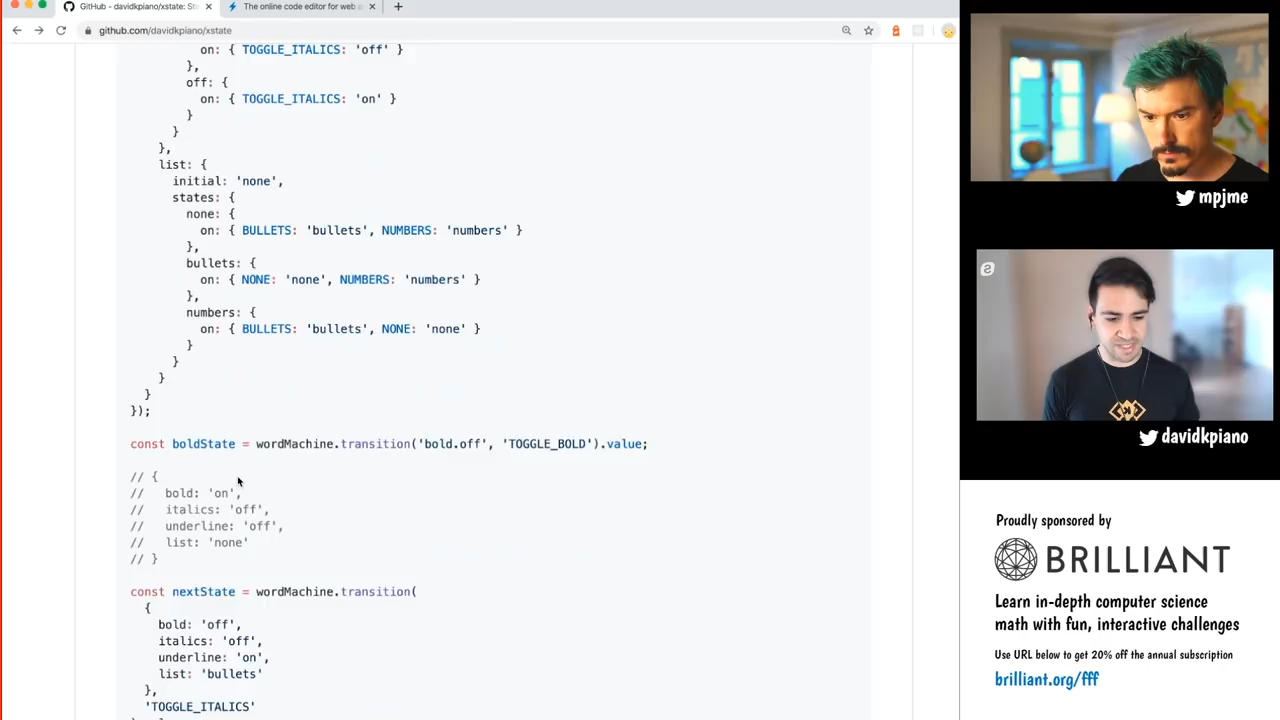 GitHub - davidkpiano/xstate: St
The online code editor for web a
github.com/davidkpiano/xstate
on: { TOGGLE_ITALICS: 'off' }
},
off: {
on: { TOGGLE_ITALICS: 'on' }
}
}
},
list: {
initial: 'none',
states: {
none: {
on: { BULLETS: 'bullets', NUMBERS: 'numbers' }
},
bullets: {
on: { NONE: 'none', NUMBERS: 'numbers' }
},
numbers: {
on: { BULLETS: 'bullets', NONE: 'none' }
}
}
}
}
});
const boldState = wordMachine.transition('bold.off', 'TOGGLE_BOLD').value;
// {
//   bold: 'on',
//   italics: 'off',
//   underline: 'off',
//   list: 'none'
// }
const nextState = wordMachine.transition(
{
bold: 'off',
italics: 'off',
underline: 'on',
list: 'bullets'
},
'TOGGLE_ITALICS'
mpjme
davidkpiano
Proudly sponsored by
BRILLIANT
Learn in-depth computer science
math with fun, interactive challenges
Use URL below to get 20% off the annual subscription
brilliant.org/fff